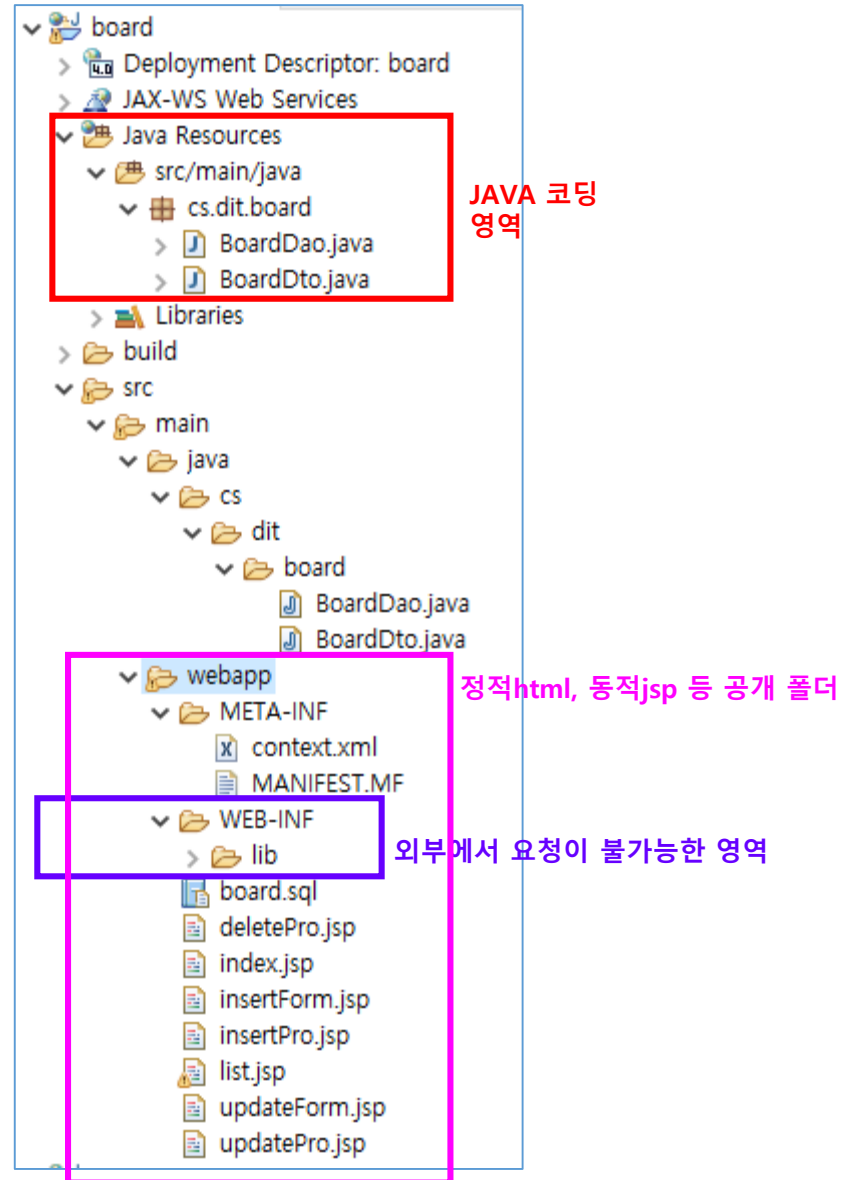 board
Deployment Descriptor: board
JAX-WS Web Services
Java Resources
src/main/java
JAVA 코딩
영역
cs.dit.board
BoardDao.java
BoardDto.java
Libraries
build
src
main
java
cs
dit
board
BoardDao.java
BoardDto.java
webapp
정적html, 동적jsp 등 공개 폴더
META-INF
context.xml
MANIFEST.MF
WEB-INF
외부에서 요청이 불가능한 영역
lib
board.sql
deletePro.jsp
index.jsp
insertForm.jsp
insertPro.jsp
list.jsp
updateForm.jsp
updatePro.jsp